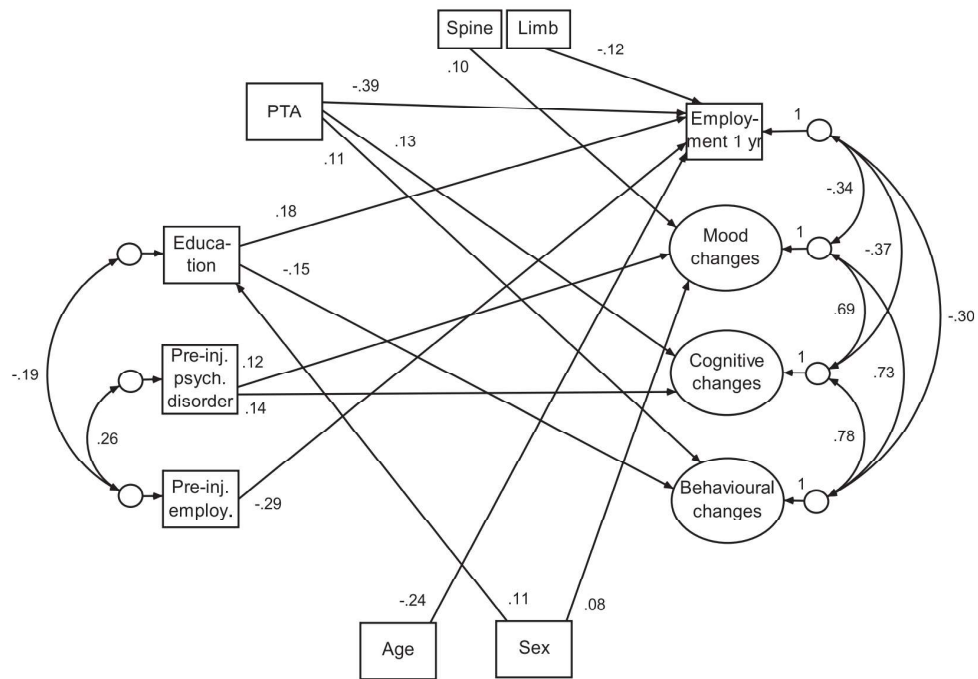 Spine
Limb
-.12
.10
PTA
-.39
.13
.11
Employ-
ment 1 yr
1
-.34
.18
Educa-
tion
-.15
Mood
changes
1
-.37
.69
-.30
-.19
Pre-inj.
psych.
disorder
.12
.14
Cognitive
changes
1
.73
.26
.78
Pre-inj.
employ.
-.29
Behavioural
changes
1
-.24
.11
.08
Age
Sex